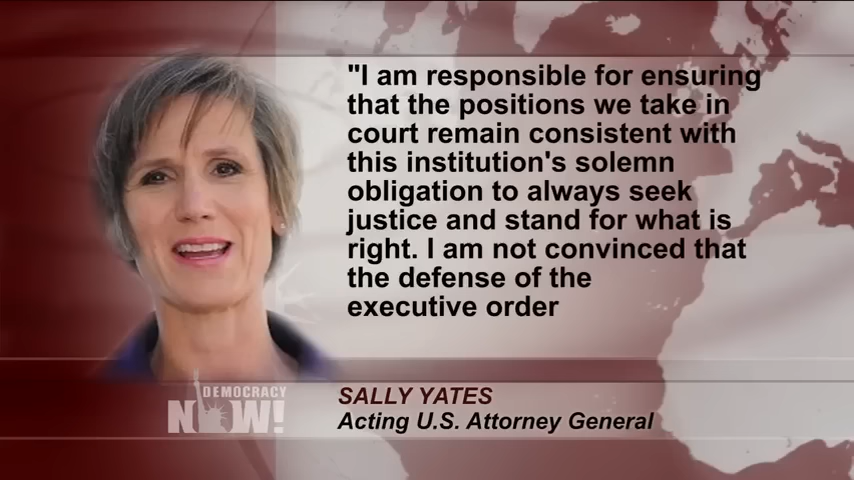 "I am responsible for ensuring
that the positions we take in
court remain consistent with
this institution's solemn
obligation to always seek
justice and stand for what is
right. I am not convinced that
the defense of the
executive order
SALLY YATES
Acting U.S. Attorney General
DEMOCRACY
NOW!